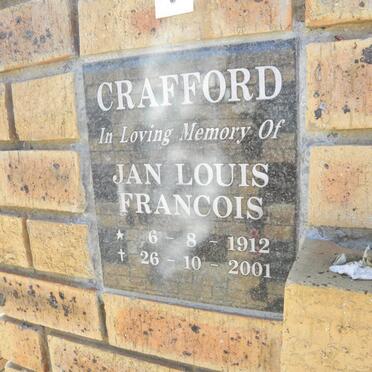 CRAFFORD
In Loving Memory Of
JAN LOUIS
FRANCOIS
★ 6 - 8 - 1912
✝ 26 - 10 - 2001